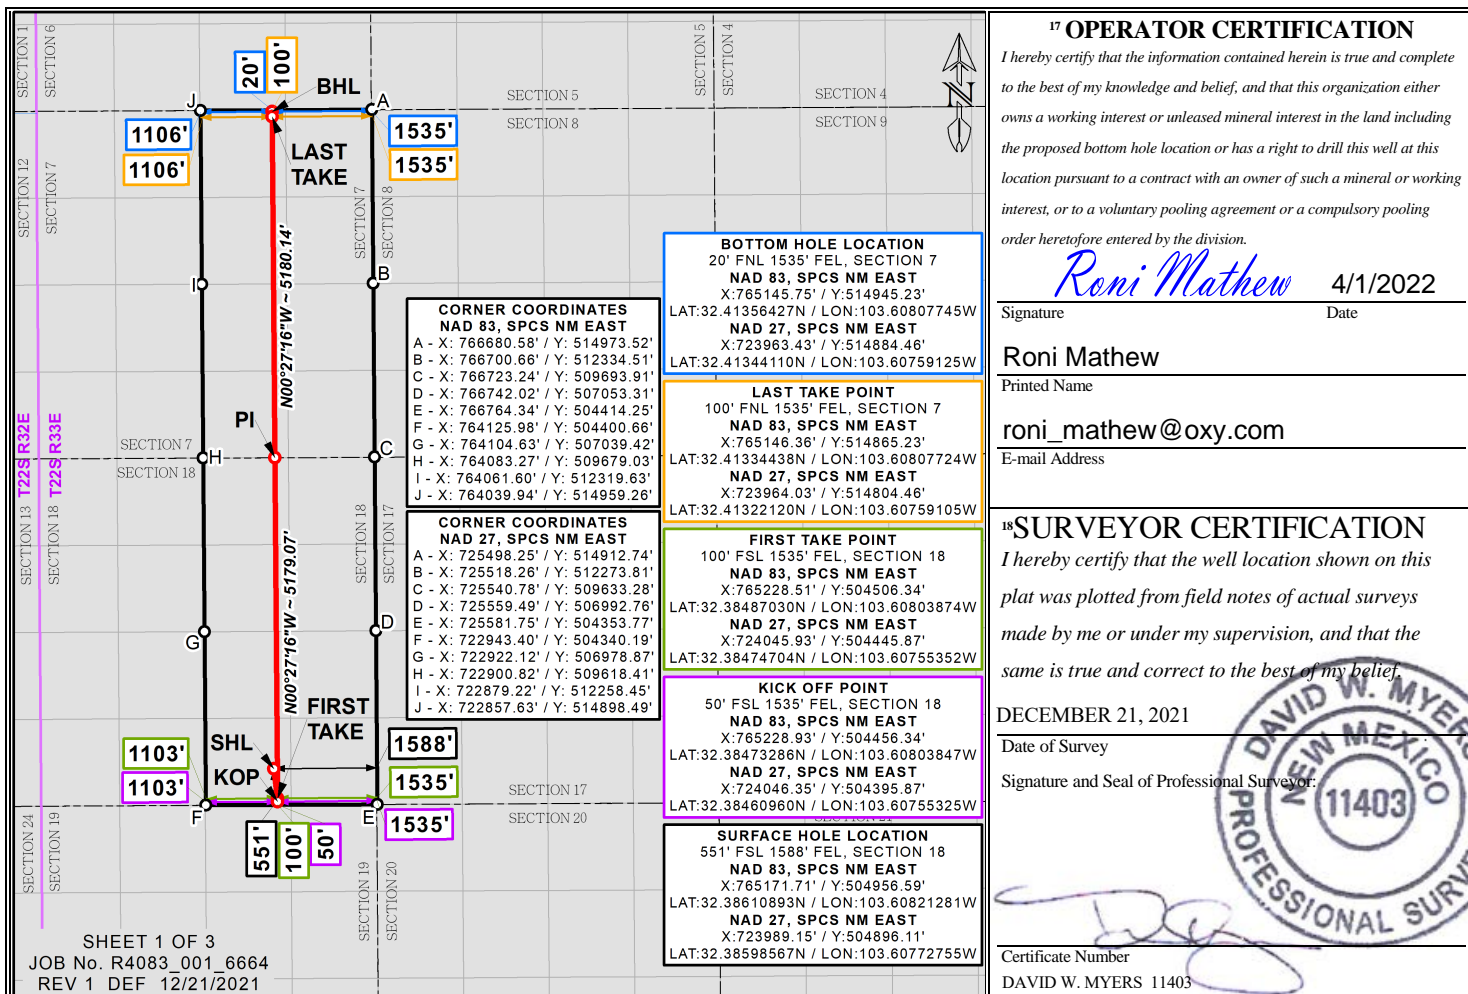 SECTION 1
SECTION 6
SECTION 5
SECTION 4
20'
100'
BHL
J
A
N
SECTION 5
SECTION 4
SECTION 8
SECTION 9
1106'
1106'
LAST
TAKE
1535'
1535'
SECTION 12
SECTION 7
SECTION 7
SECTION 8
N00°27'16"W ~ 5180.14'
I
B
PI
SECTION 7
SECTION 18
H
C
T22S R32E
T22S R33E
SECTION 13
SECTION 18
SECTION 18
SECTION 17
N00°27'16"W ~ 5179.07'
G
D
FIRST
TAKE
SHL
KOP
1103'
1103'
1588'
1535'
1535'
F
E
SECTION 17
SECTION 20
551'
100'
50'
SECTION 24
SECTION 19
SECTION 19
SECTION 20
SHEET 1 OF 3
JOB No. R4083_001_6664
REV 1 DEF 12/21/2021
CORNER COORDINATES
NAD 83, SPCS NM EAST
A - X: 766680.58' / Y: 514973.52'
B - X: 766700.66' / Y: 512334.51'
C - X: 766723.24' / Y: 509693.91'
D - X: 766742.02' / Y: 507053.31'
E - X: 766764.34' / Y: 504414.25'
F - X: 764125.98' / Y: 504400.66'
G - X: 764104.63' / Y: 507039.42'
H - X: 764083.27' / Y: 509679.03'
I - X: 764061.60' / Y: 512319.63'
J - X: 764039.94' / Y: 514959.26'
CORNER COORDINATES
NAD 27, SPCS NM EAST
A - X: 725498.25' / Y: 514912.74'
B - X: 725518.26' / Y: 512273.81'
C - X: 725540.78' / Y: 509633.28'
D - X: 725559.49' / Y: 506992.76'
E - X: 725581.75' / Y: 504353.77'
F - X: 722943.40' / Y: 504340.19'
G - X: 722922.12' / Y: 506978.87'
H - X: 722900.82' / Y: 509618.41'
I - X: 722879.22' / Y: 512258.45'
J - X: 722857.63' / Y: 514898.49'
BOTTOM HOLE LOCATION
20' FNL 1535' FEL, SECTION 7
NAD 83, SPCS NM EAST
X:765145.75' / Y:514945.23'
LAT:32.41356427N / LON:103.60807745W
NAD 27, SPCS NM EAST
X:723963.43' / Y:514884.46'
LAT:32.41344110N / LON:103.60759125W
LAST TAKE POINT
100' FNL 1535' FEL, SECTION 7
NAD 83, SPCS NM EAST
X:765146.36' / Y:514865.23'
LAT:32.41334438N / LON:103.60807724W
NAD 27, SPCS NM EAST
X:723964.03' / Y:514804.46'
LAT:32.41322120N / LON:103.60759105W
FIRST TAKE POINT
100' FSL 1535' FEL, SECTION 18
NAD 83, SPCS NM EAST
X:765228.51' / Y:504506.34'
LAT:32.38487030N / LON:103.60803874W
NAD 27, SPCS NM EAST
X:724045.93' / Y:504445.87'
LAT:32.38474704N / LON:103.60755352W
KICK OFF POINT
50' FSL 1535' FEL, SECTION 18
NAD 83, SPCS NM EAST
X:765228.93' / Y:504456.34'
LAT:32.38473286N / LON:103.60803847W
NAD 27, SPCS NM EAST
X:724046.35' / Y:504395.87'
LAT:32.38460960N / LON:103.60755325W
SURFACE HOLE LOCATION
551' FSL 1588' FEL, SECTION 18
NAD 83, SPCS NM EAST
X:765171.71' / Y:504956.59'
LAT:32.38610893N / LON:103.60821281W
NAD 27, SPCS NM EAST
X:723989.15' / Y:504896.11'
LAT:32.38598567N / LON:103.60772755W
17 OPERATOR CERTIFICATION
I hereby certify that the information contained herein is true and complete
to the best of my knowledge and belief, and that this organization either
owns a working interest or unleased mineral interest in the land including
the proposed bottom hole location or has a right to drill this well at this
location pursuant to a contract with an owner of such a mineral or working
interest, or to a voluntary pooling agreement or a compulsory pooling
order heretofore entered by the division.
Roni Mathew 4/1/2022
Signature Date
Roni Mathew
Printed Name
roni_mathew@oxy.com
E-mail Address
18SURVEYOR CERTIFICATION
I hereby certify that the well location shown on this
plat was plotted from field notes of actual surveys
made by me or under my supervision, and that the
same is true and correct to the best of my belief.
DECEMBER 21, 2021
Date of Survey
Signature and Seal of Professional Surveyor:
DAVID W. MYERS
NEW MEXICO
11403
PROFESSIONAL SURVE
Certificate Number
DAVID W. MYERS 11403